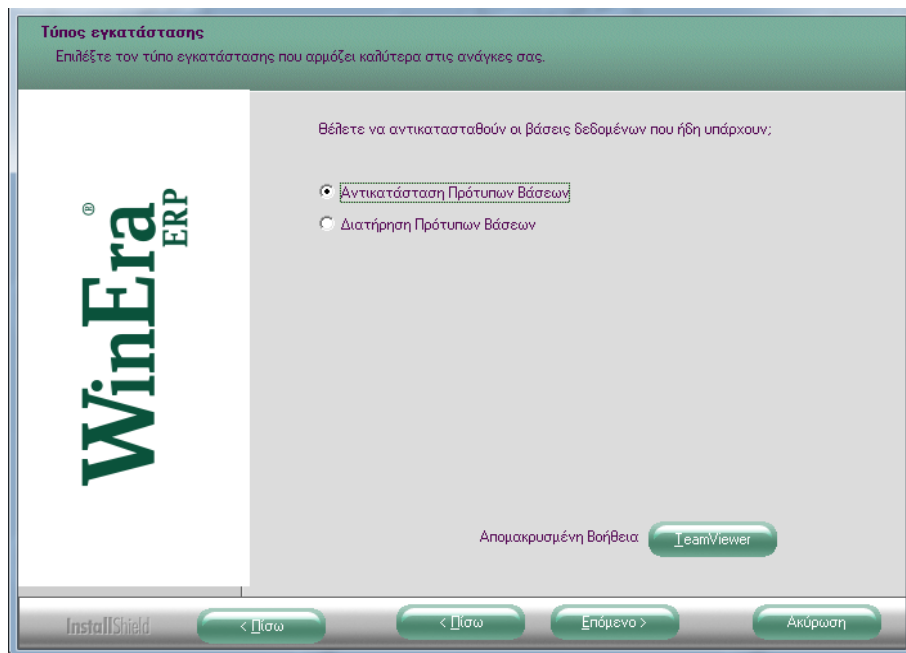 Τύπος εγκατάστασης
Επιλέξτε τον τύπο εγκατάστασης που αρμόζει καλύτερα στις ανάγκες σας.
Θέλετε να αντικατασταθούν οι βάσεις δεδομένων που ήδη υπάρχουν;
Αντικατάσταση Πρότυπων Βάσεων
Διατήρηση Πρότυπων Βάσεων
WinEra®
ERP
Απομακρυσμένη Βοήθεια TeamViewer
InstallShield < Πίσω < Πίσω Επόμενο > Ακύρωση